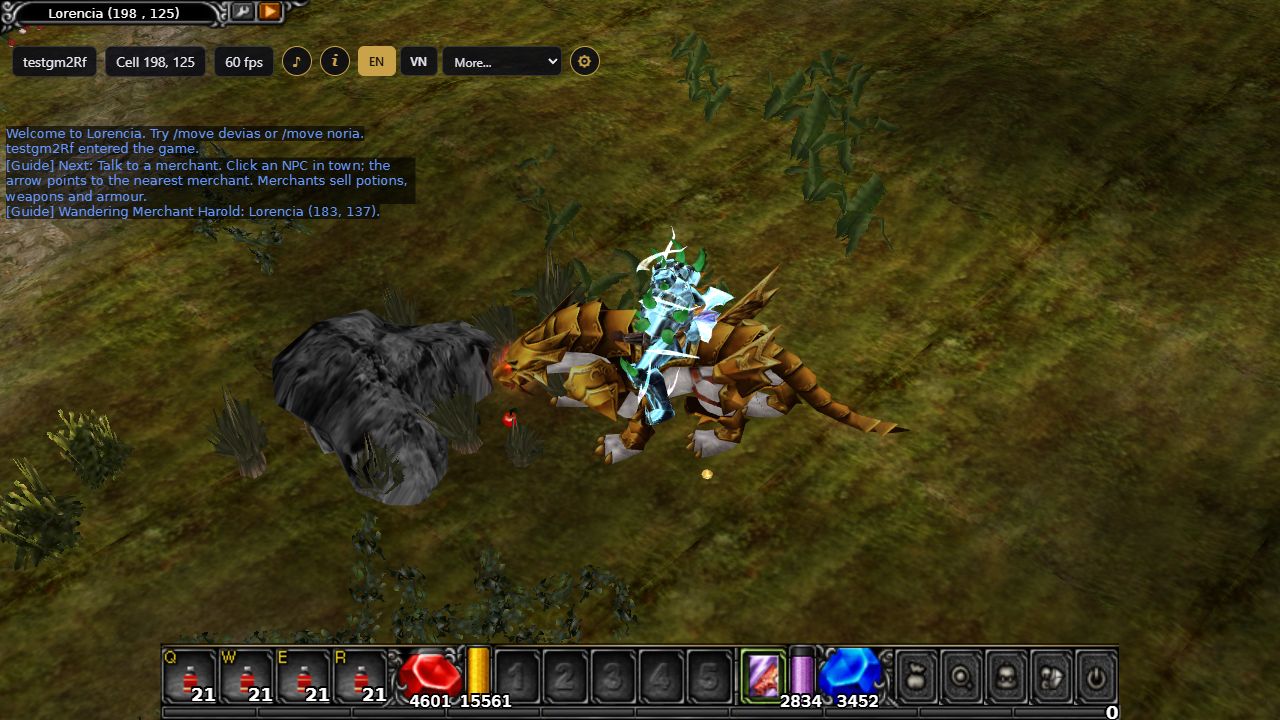 Lorencia (198 , 125)
testgm2Rf
Cell 198, 125
60 fps
EN
VN
More...
Welcome to Lorencia. Try /move devias or /move noria.
testgm2Rf entered the game.
[Guide] Next: Talk to a merchant. Click an NPC in town; the
arrow points to the nearest merchant. Merchants sell potions,
weapons and armour.
[Guide] Wandering Merchant Harold: Lorencia (183, 137).
Q 21
W 21
E 21
R 21
4601
15561
1
2
3
4
5
2834
3452
0